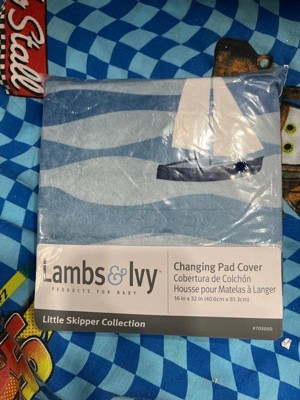 Stall
Lambs & Ivy
PRODUCTS FOR BABY
Changing Pad Cover
Cobertura de Colchón
Housse pour Matelas à Langer
16 in x 32 in (40.6cm x 81.3cm)
Little Skipper Collection